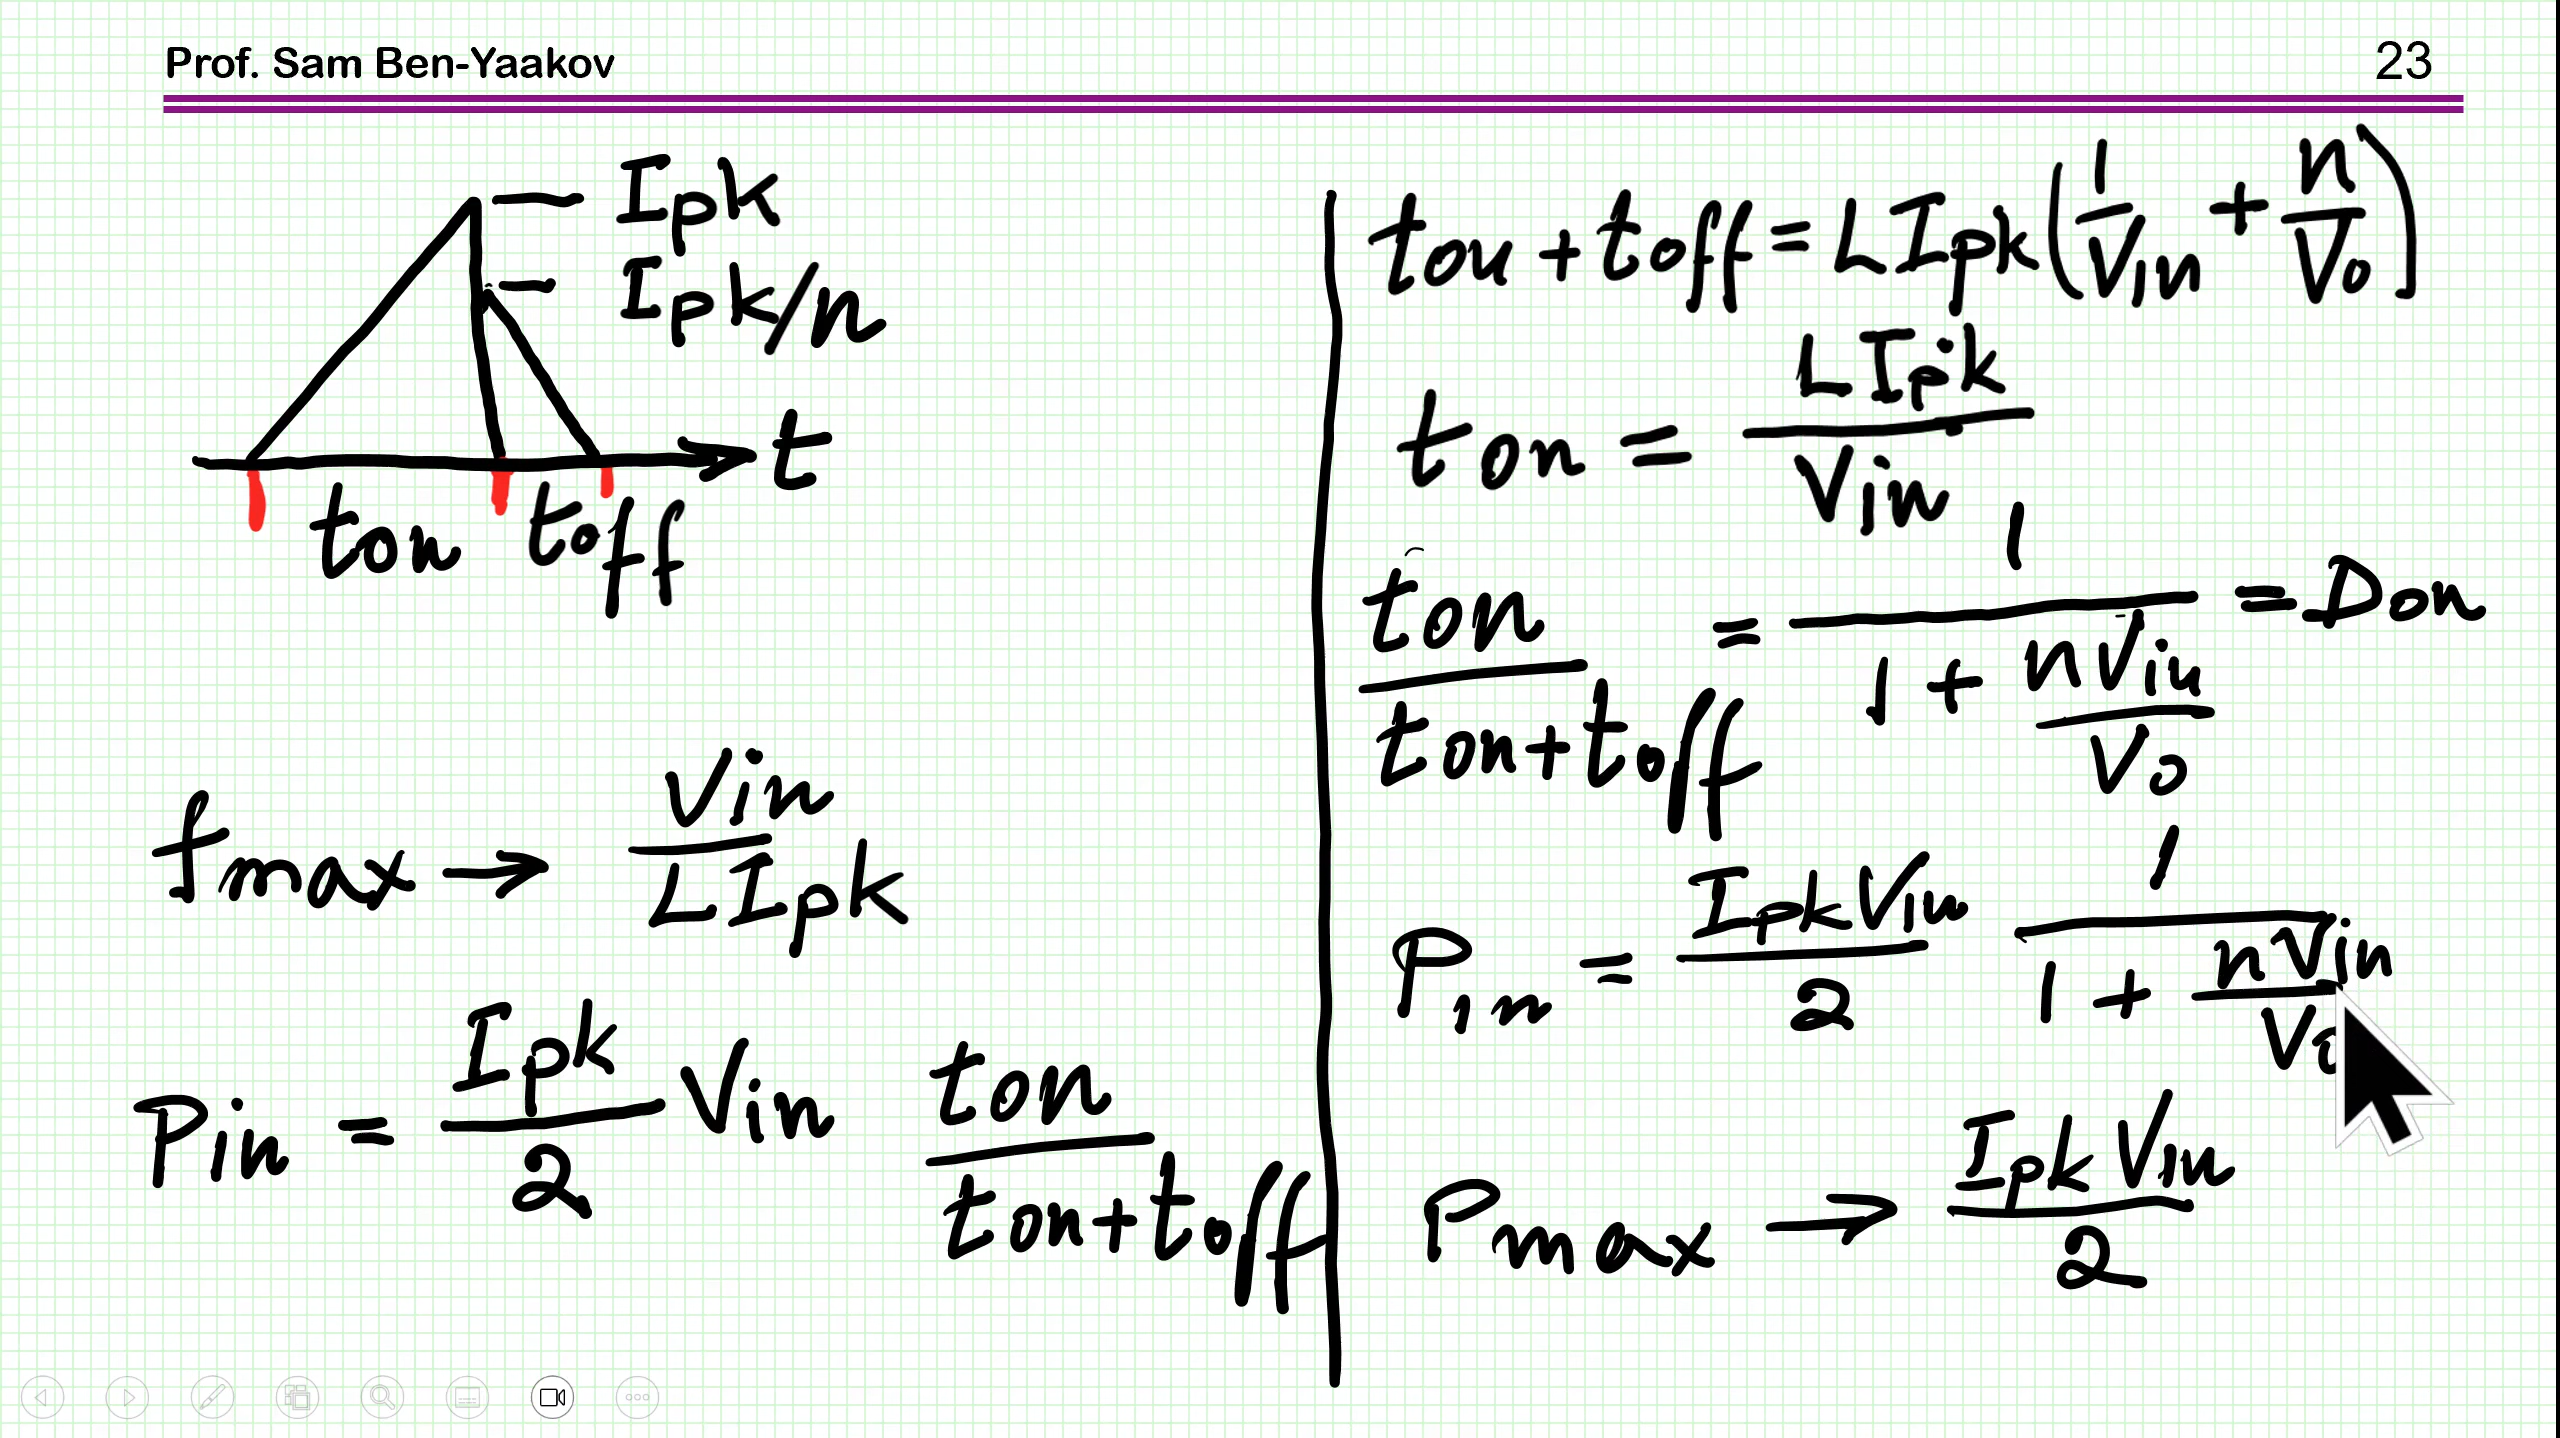 Prof. Sam Ben-Yaakov
23
Ipk
Ipk/n
t
ton toff
fmax → Vin / LIpk
Pin = Ipk / 2 Vin ton / ton+toff
ton + toff = LIpk (1/Vin + n/Vo)
ton = LIpk / Vin
ton / ton+toff = 1 / 1 + nVin / Vo = Don
Pin = IpkVin / 2 1 / 1 + nVin / Vo
Pmax → IpkVin / 2